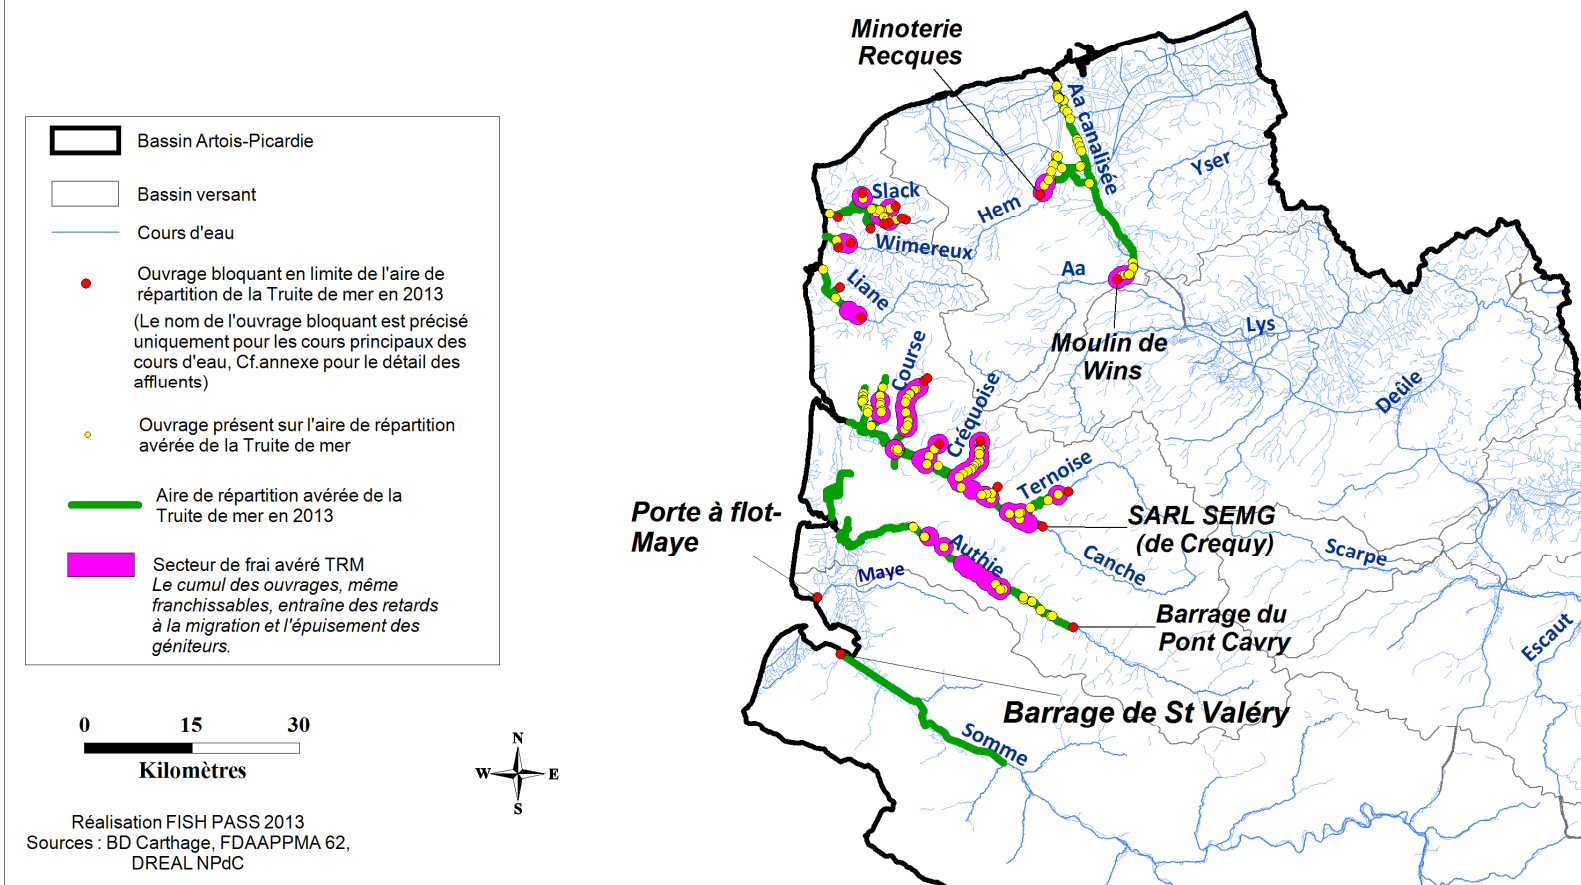 Minoterie
Recques
Bassin Artois-Picardie
Bassin versant
Cours d'eau
Ouvrage bloquant en limite de l'aire de
répartition de la Truite de mer en 2013
(Le nom de l'ouvrage bloquant est précisé
uniquement pour les cours principaux des
cours d'eau, Cf.annexe pour le détail des
affluents)
Ouvrage présent sur l'aire de répartition
avérée de la Truite de mer
Aire de répartition avérée de la
Truite de mer en 2013
Secteur de frai avéré TRM
Le cumul des ouvrages, même
franchissables, entraîne des retards
à la migration et l'épuisement des
géniteurs.
0 15 30
Kilomètres
N
W E
S
Réalisation FISH PASS 2013
Sources : BD Carthage, FDAAPPMA 62,
DREAL NPdC
Aa canalisée
Yser
Slack
Hem
Wimereux
Aa
Liane
Lys
Moulin de
Wins
Course
Créquoise
Deûle
Ternoise
Porte à flot-
Maye
SARL SEMG
(de Crequy)
Authie
Canche
Scarpe
Maye
Barrage du
Pont Cavry
Escaut
Barrage de St Valéry
Somme